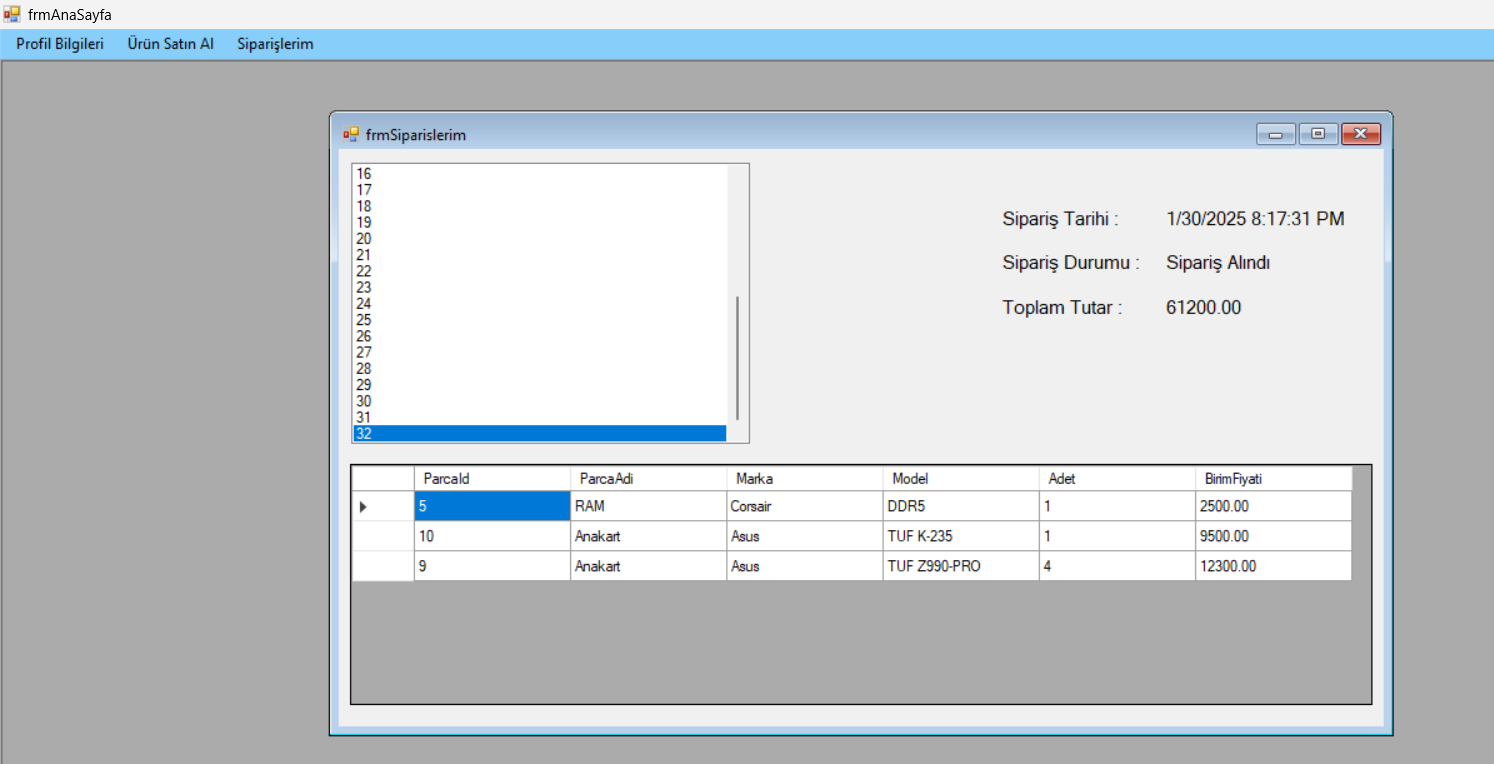 frmAnaSayfa
Profil Bilgileri Ürün Satın Al Siparişlerim
frmSiparislerim
16
17
18
19
20
21
22
23
24
25
26
27
28
29
30
31
32
Sipariş Tarihi : 1/30/2025 8:17:31 PM
Sipariş Durumu : Sipariş Alındı
Toplam Tutar : 61200.00
ParcaId ParcaAdi Marka Model Adet BirimFiyati
5 RAM Corsair DDR5 1 2500.00
10 Anakart Asus TUF K-235 1 9500.00
9 Anakart Asus TUF Z990-PRO 4 12300.00